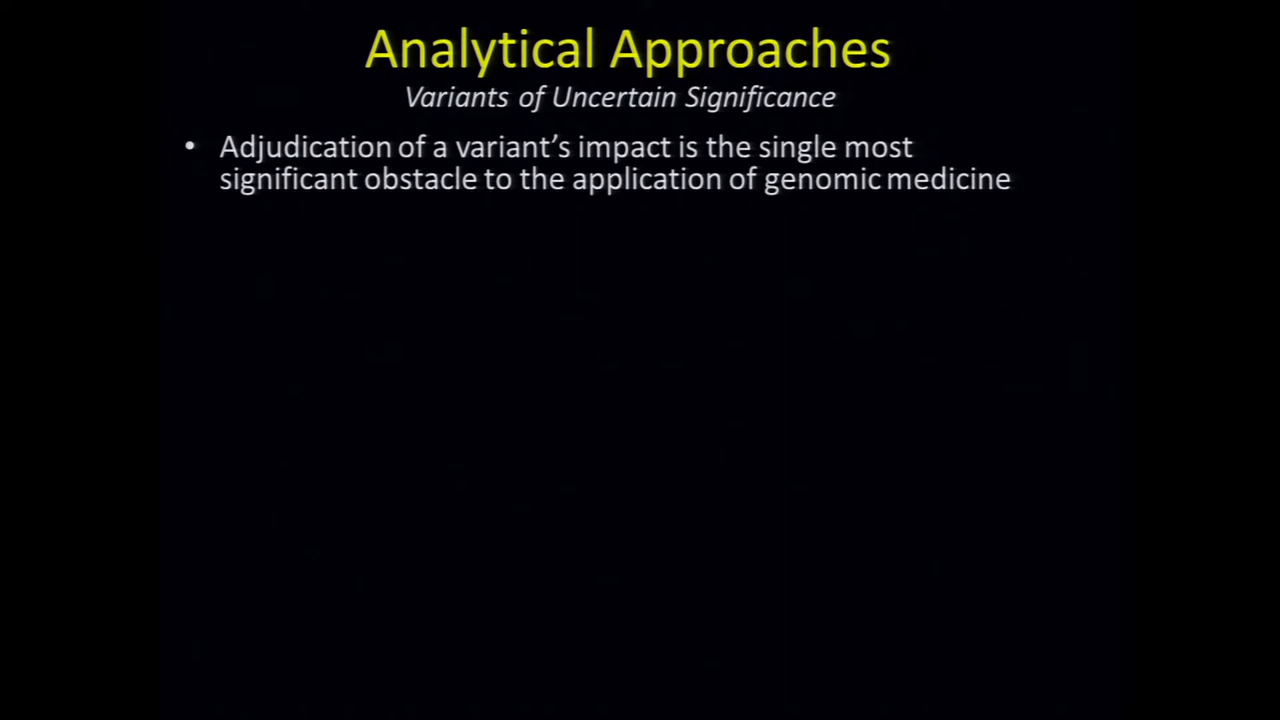 Analytical Approaches
Variants of Uncertain Significance
• Adjudication of a variant’s impact is the single most
significant obstacle to the application of genomic medicine